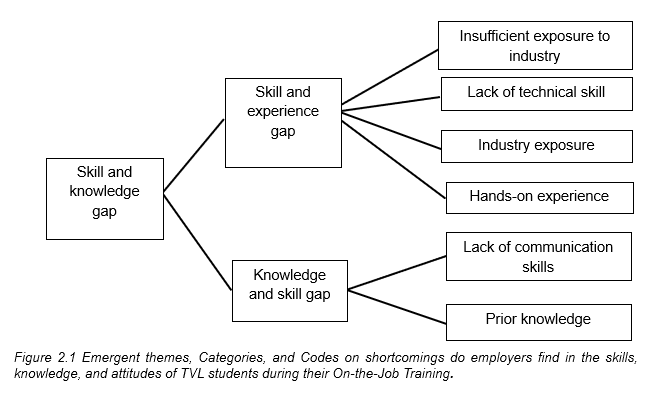 Insufficient exposure to
industry
Skill and
experience
gap
Lack of technical skill
Industry exposure
Skill and
knowledge
gap
Hands-on experience
Lack of communication
skills
Knowledge
and skill gap
Prior knowledge
Figure 2.1 Emergent themes, Categories, and Codes on shortcomings do employers find in the skills,
knowledge, and attitudes of TVL students during their On-the-Job Training.